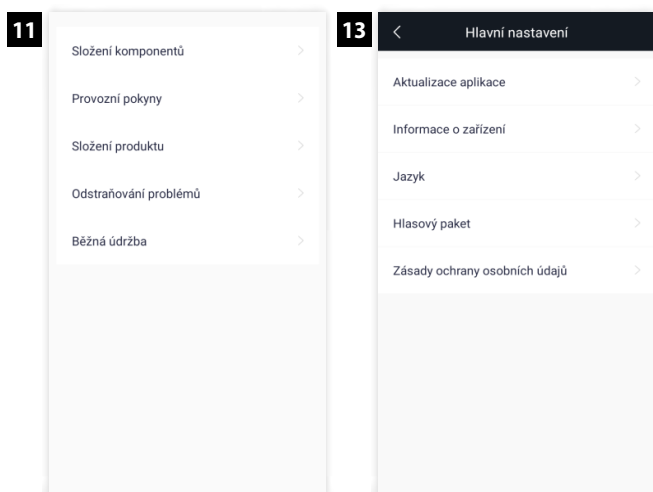 11
Složení komponentů
Provozní pokyny
Složení produktu
Odstraňování problémů
Běžná údržba
13
Hlavní nastavení
Aktualizace aplikace
Informace o zařízení
Jazyk
Hlasový paket
Zásady ochrany osobních údajů